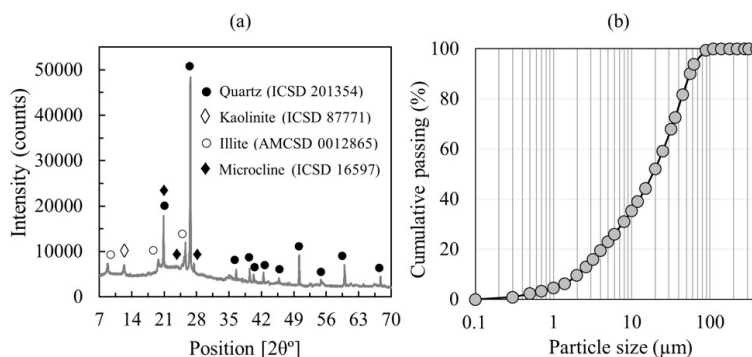 (a)
Intensity (counts)
50000
40000
30000
20000
10000
0
Quartz (ICSD 201354)
Kaolinite (ICSD 87771)
Illite (AMCSD 0012865)
Microcline (ICSD 16597)
7 14 21 28 35 42 49 56 63 70
Position [2θº]
(b)
Cumulative passing (%)
100
80
60
40
20
0
0.1 1 10 100
Particle size (µm)